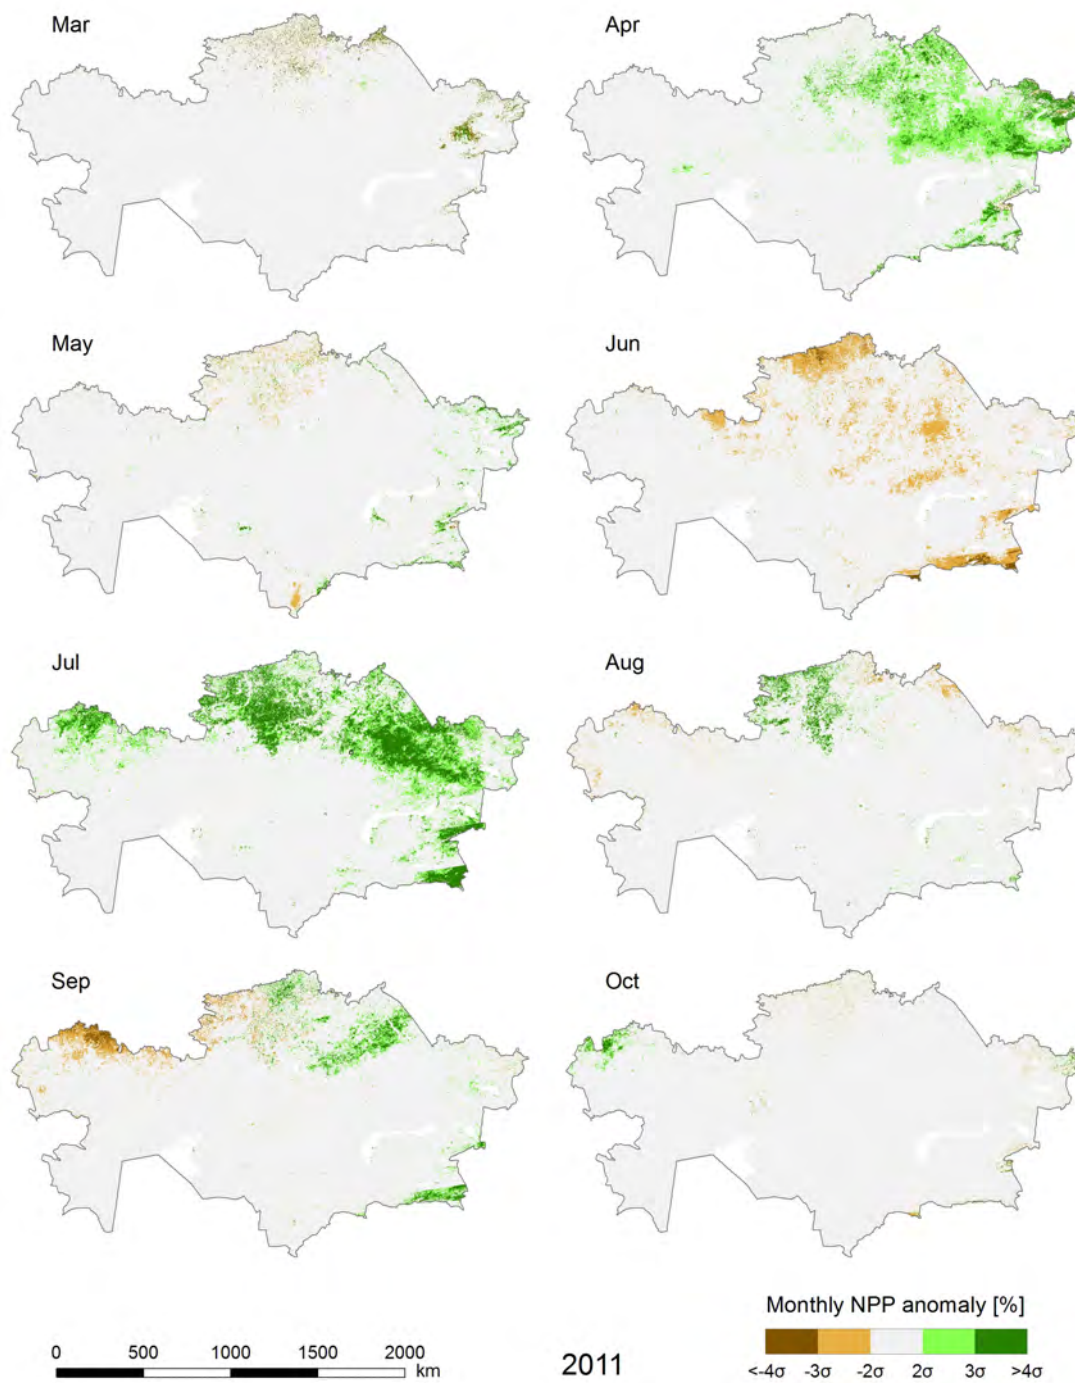 Mar
Apr
May
Jun
Jul
Aug
Sep
Oct
Monthly NPP anomaly [%]
<-4σ -3σ -2σ 2σ 3σ >4σ
0 500 1000 1500 2000
km
2011